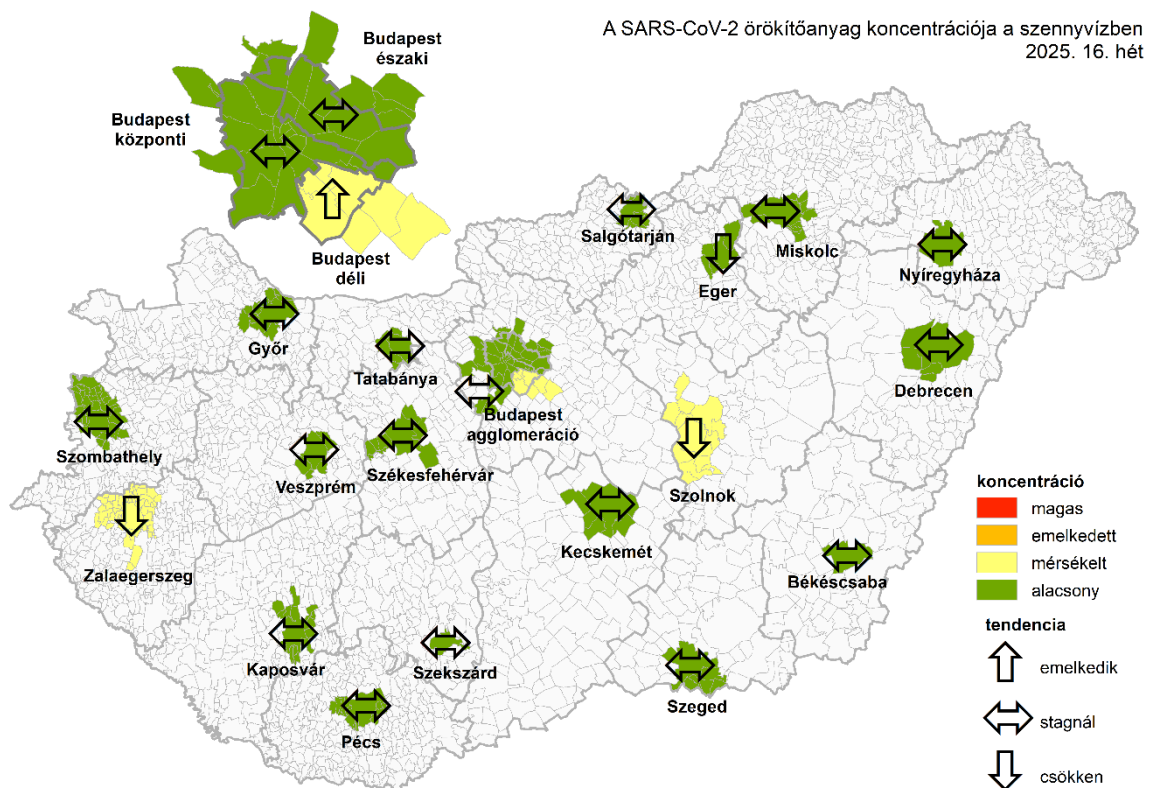 A SARS-CoV-2 örökítőanyag koncentrációja a szennyvízben
2025. 16. hét
Budapest
északi
Budapest
központi
Budapest
déli
Salgótarján
Miskolc
Eger
Nyíregyháza
Győr
Tatabánya
Debrecen
Budapest
agglomeráció
Szombathely
Veszprém
Székesfehérvár
Szolnok
Kecskemét
Zalaegerszeg
Békéscsaba
Kaposvár
Szekszárd
Szeged
Pécs
koncentráció
magas
emelkedett
mérsékelt
alacsony
tendencia
emelkedik
stagnál
csökken